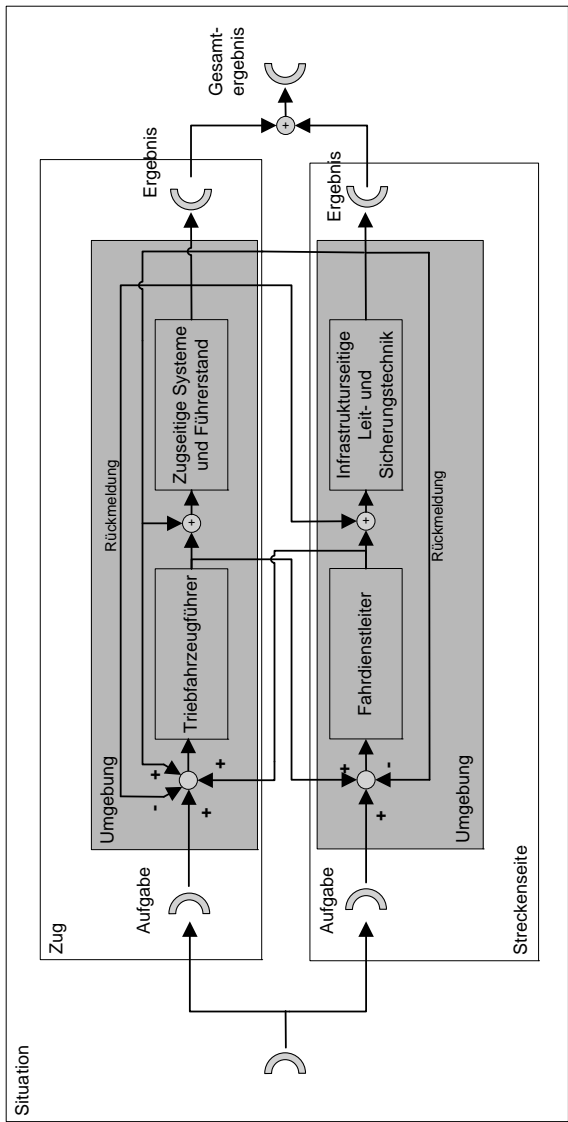 Situation
Zug
Umgebung
Rückmeldung
Aufgabe
-
+
+
+
Triebfahrzeugführer
+
Zugseitige Systeme
und Führerstand
Ergebnis
Gesamt-
ergebnis
+
Aufgabe
+
+
-
Fahrdienstleiter
+
Infrastrukturseitige
Leit- und
Sicherungstechnik
Ergebnis
Rückmeldung
Umgebung
Streckenseite